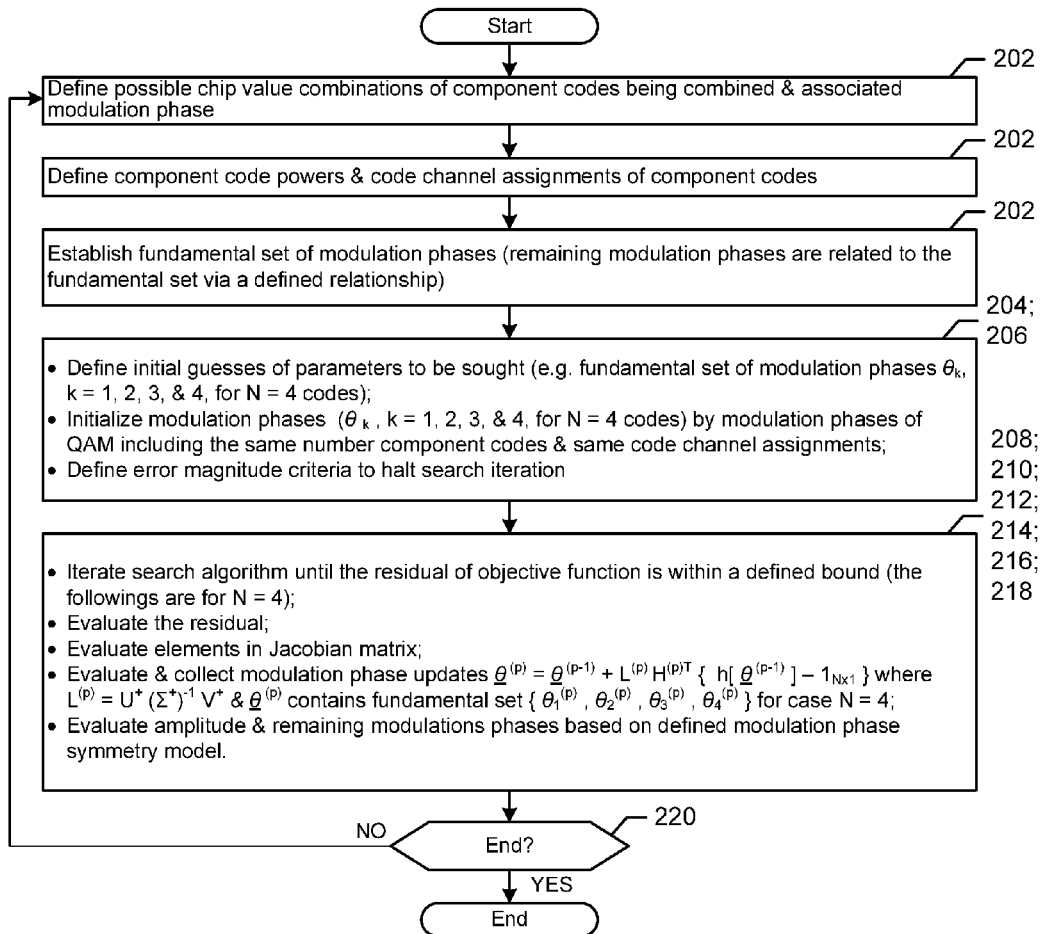 Start
202
Define possible chip value combinations of component codes being combined & associated
modulation phase
202
Define component code powers & code channel assignments of component codes
202
Establish fundamental set of modulation phases (remaining modulation phases are related to the
fundamental set via a defined relationship)
204;
206
• Define initial guesses of parameters to be sought (e.g. fundamental set of modulation phases θk,
k = 1, 2, 3, & 4, for N = 4 codes);
• Initialize modulation phases (θ k , k = 1, 2, 3, & 4, for N = 4 codes) by modulation phases of
QAM including the same number component codes & same code channel assignments;
• Define error magnitude criteria to halt search iteration
208;
210;
212;
214;
216;
218
• Iterate search algorithm until the residual of objective function is within a defined bound (the
followings are for N = 4);
• Evaluate the residual;
• Evaluate elements in Jacobian matrix;
• Evaluate & collect modulation phase updates θ (p) = θ (p-1) + L(p) H(p)T { h[ θ (p-1) ] – 1Nx1 } where
L(p) = U+ (Σ+)-1 V+ & θ (p) contains fundamental set { θ1(p) , θ2(p) , θ3(p) , θ4(p) } for case N = 4;
• Evaluate amplitude & remaining modulations phases based on defined modulation phase
symmetry model.
220
NO
End?
YES
End